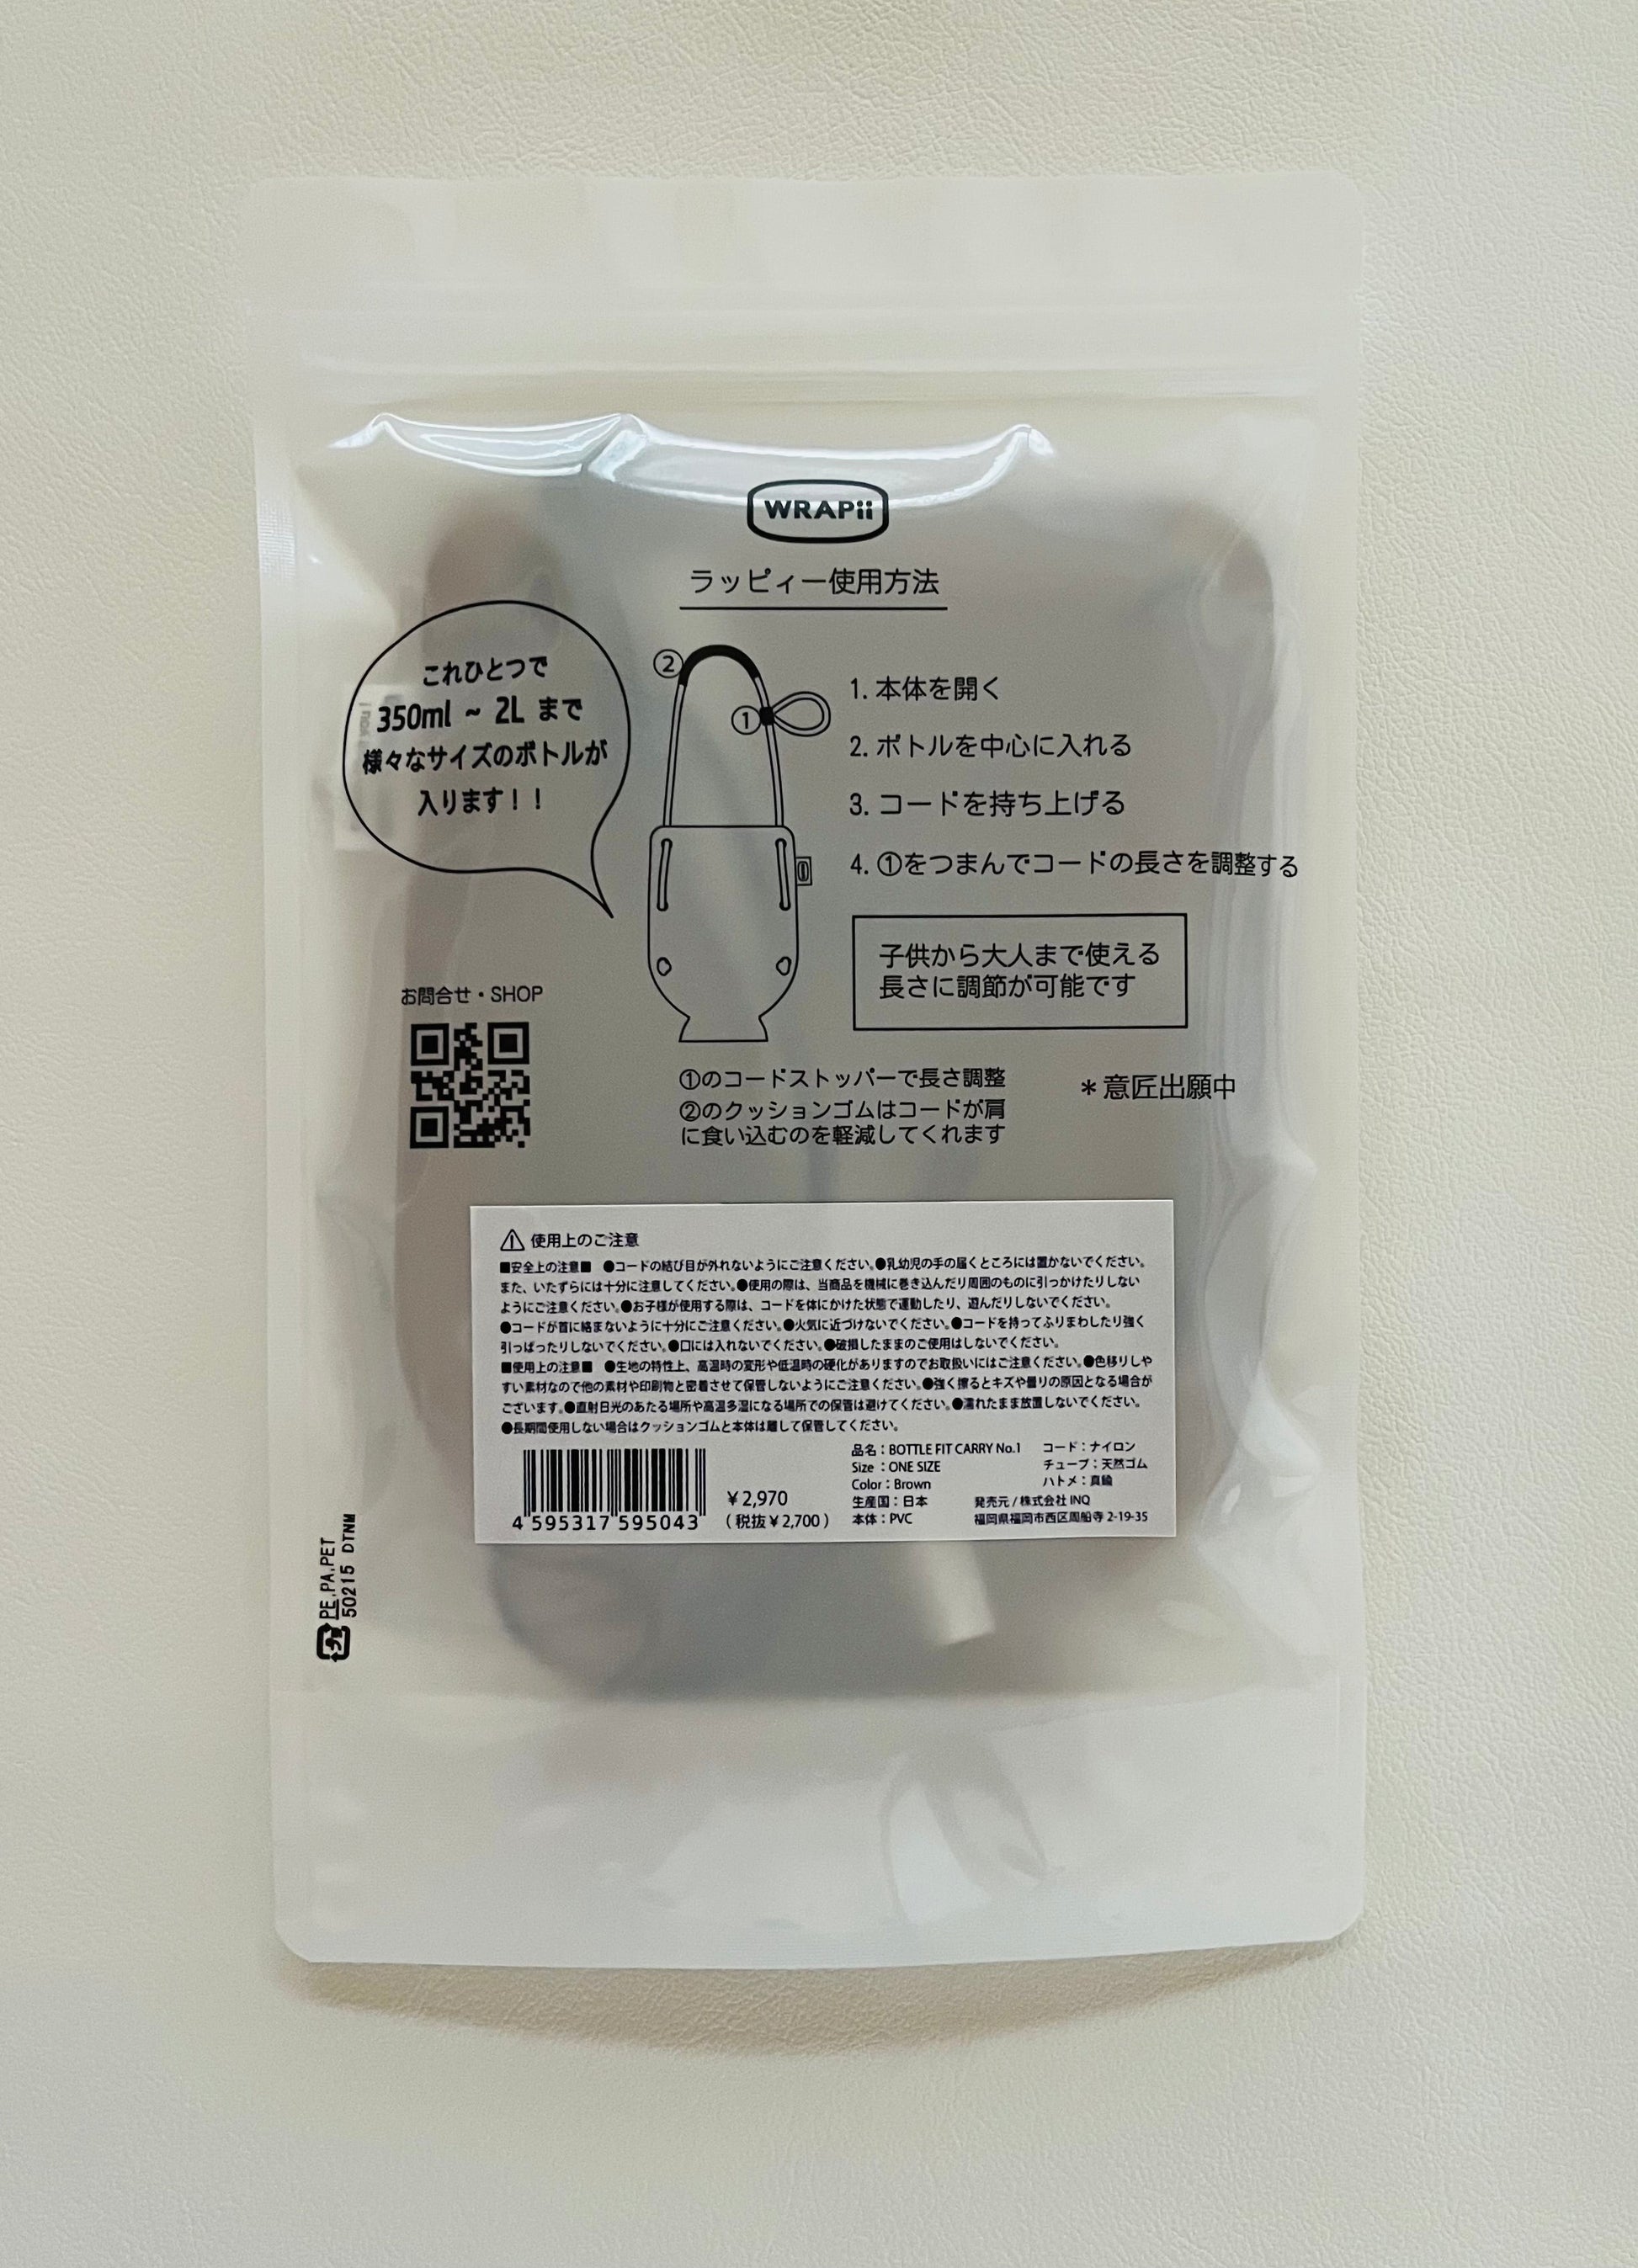 WRAPii
ラッピィー使用方法
これひとつで
350ml ~ 2L まで
様々なサイズのボトルが
入ります！！
②
①
1. 本体を開く
2. ボトルを中心に入れる
3. コードを持ち上げる
4. ①をつまんでコードの長さを調整する
子供から大人まで使える
長さに調節が可能です
お問合せ・SHOP
①のコードストッパーで長さ調整
②のクッションゴムはコードが肩
に食い込むのを軽減してくれます
＊意匠出願中
使用上のご注意
■安全上の注意■ ●コードの結び目が外れないようにご注意ください。●乳幼児の手の届くところには置かないでください。
また、いたずらには十分に注意してください。●使用の際は、当商品を機械に巻き込んだり周囲のものに引っかけたりしない
ようにご注意ください。●お子様が使用する際は、コードを体にかけた状態で運動したり、遊んだりしないでください。
●コードが首に絡まないように十分にご注意ください。●火気に近づけないでください。●コードを持ってふりまわしたり強く
引っぱったりしないでください。●口には入れないでください。●破損したままのご使用はしないでください。
■使用上の注意■ ●生地の特性上、高温時の変形や低温時の硬化がありますのでお取扱いにはご注意ください。●色移りしや
すい素材なので他の素材や印刷物と密着させて保管しないようにご注意ください。●強く擦るとキズや曇りの原因となる場合が
ございます。●直射日光のあたる場所や高温多湿になる場所での保管は避けてください。●濡れたまま放置しないでください。
●長期間使用しない場合はクッションゴムと本体は離して保管してください。
4 595317 595043
￥2,970
（税抜￥2,700）
品名：BOTTLE FIT CARRY No.1
Size：ONE SIZE
Color：Brown
生産国：日本
本体：PVC
コード：ナイロン
チューブ：天然ゴム
ハトメ：真鍮
発売元 / 株式会社 INQ
福岡県福岡市西区周船寺 2-19-35
プラ
PE,PA,PET
50215 DTNM